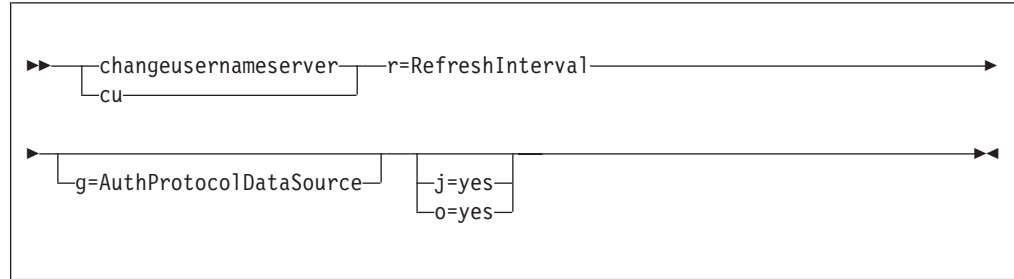 changeusernameserver r=RefreshInterval
cu
g=AuthProtocolDataSource j=yes
o=yes